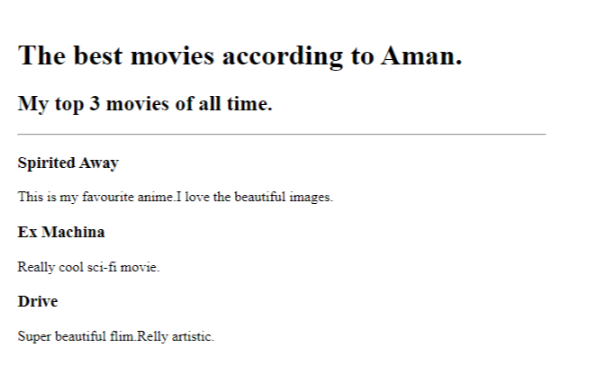 The best movies according to Aman.
My top 3 movies of all time.
Spirited Away
This is my favourite anime.I love the beautiful images.
Ex Machina
Really cool sci-fi movie.
Drive
Super beautiful flim.Relly artistic.